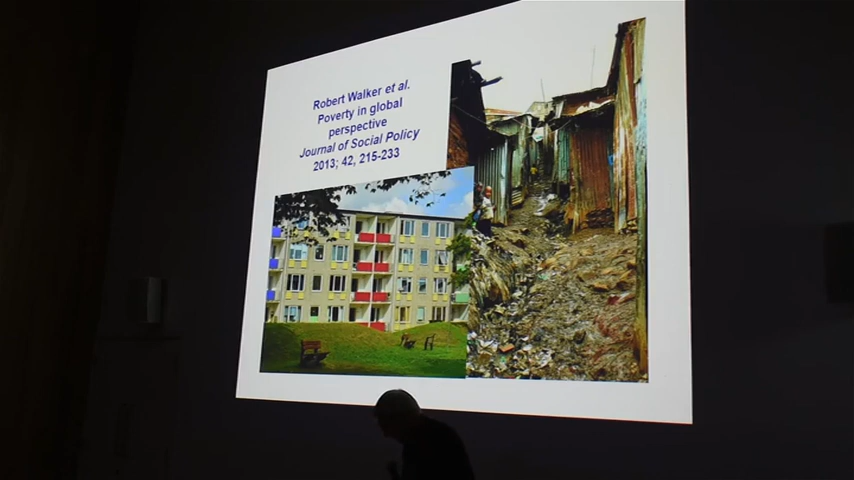 Robert Walker et al.
Poverty in global
perspective
Journal of Social Policy
2013; 42, 215-233